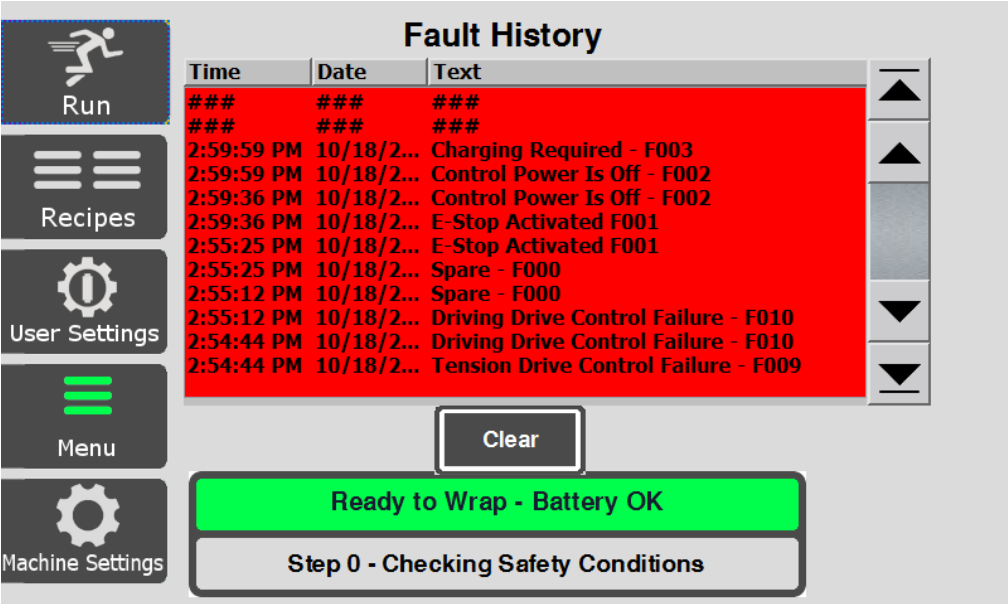 Fault History
Time Date Text
### ### ###
### ### ###
2:59:59 PM 10/18/2... Charging Required - F003
2:59:59 PM 10/18/2... Control Power Is Off - F002
2:59:36 PM 10/18/2... Control Power Is Off - F002
2:59:36 PM 10/18/2... E-Stop Activated F001
2:55:25 PM 10/18/2... E-Stop Activated F001
2:55:25 PM 10/18/2... Spare - F000
2:55:12 PM 10/18/2... Spare - F000
2:55:12 PM 10/18/2... Driving Drive Control Failure - F010
2:54:44 PM 10/18/2... Driving Drive Control Failure - F010
2:54:44 PM 10/18/2... Tension Drive Control Failure - F009
Run
Recipes
User Settings
Menu
Machine Settings
Clear
Ready to Wrap - Battery OK
Step 0 - Checking Safety Conditions